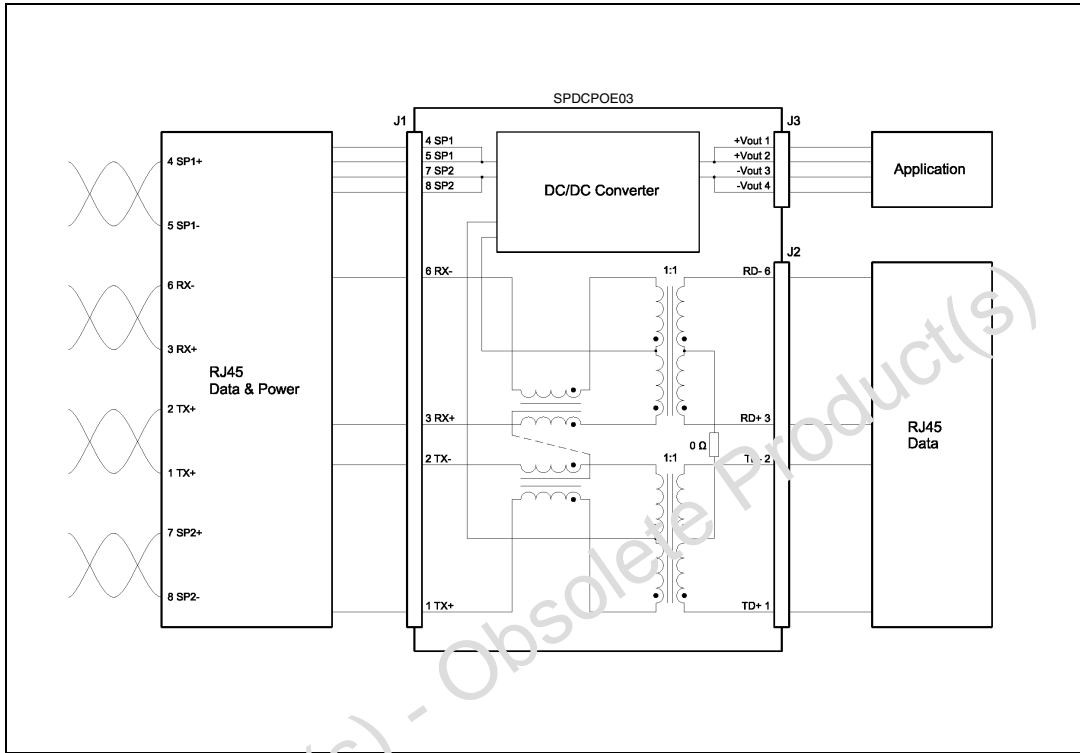 SPDCPOE03
J1
J3
4 SP1
5 SP1
7 SP2
8 SP2
+Vout 1
+Vout 2
-Vout 3
-Vout 4
DC/DC Converter
Application
4 SP1+
5 SP1-
6 RX-
3 RX+
2 TX+
1 TX+
7 SP2+
8 SP2-
RJ45
Data & Power
J2
6 RX-
1:1
RD- 6
3 RX+
RD+ 3
0 Ω
2 TX-
1:1
- 2
1 TX+
TD+ 1
RJ45
Data
(s) - Obsolete Product(s)